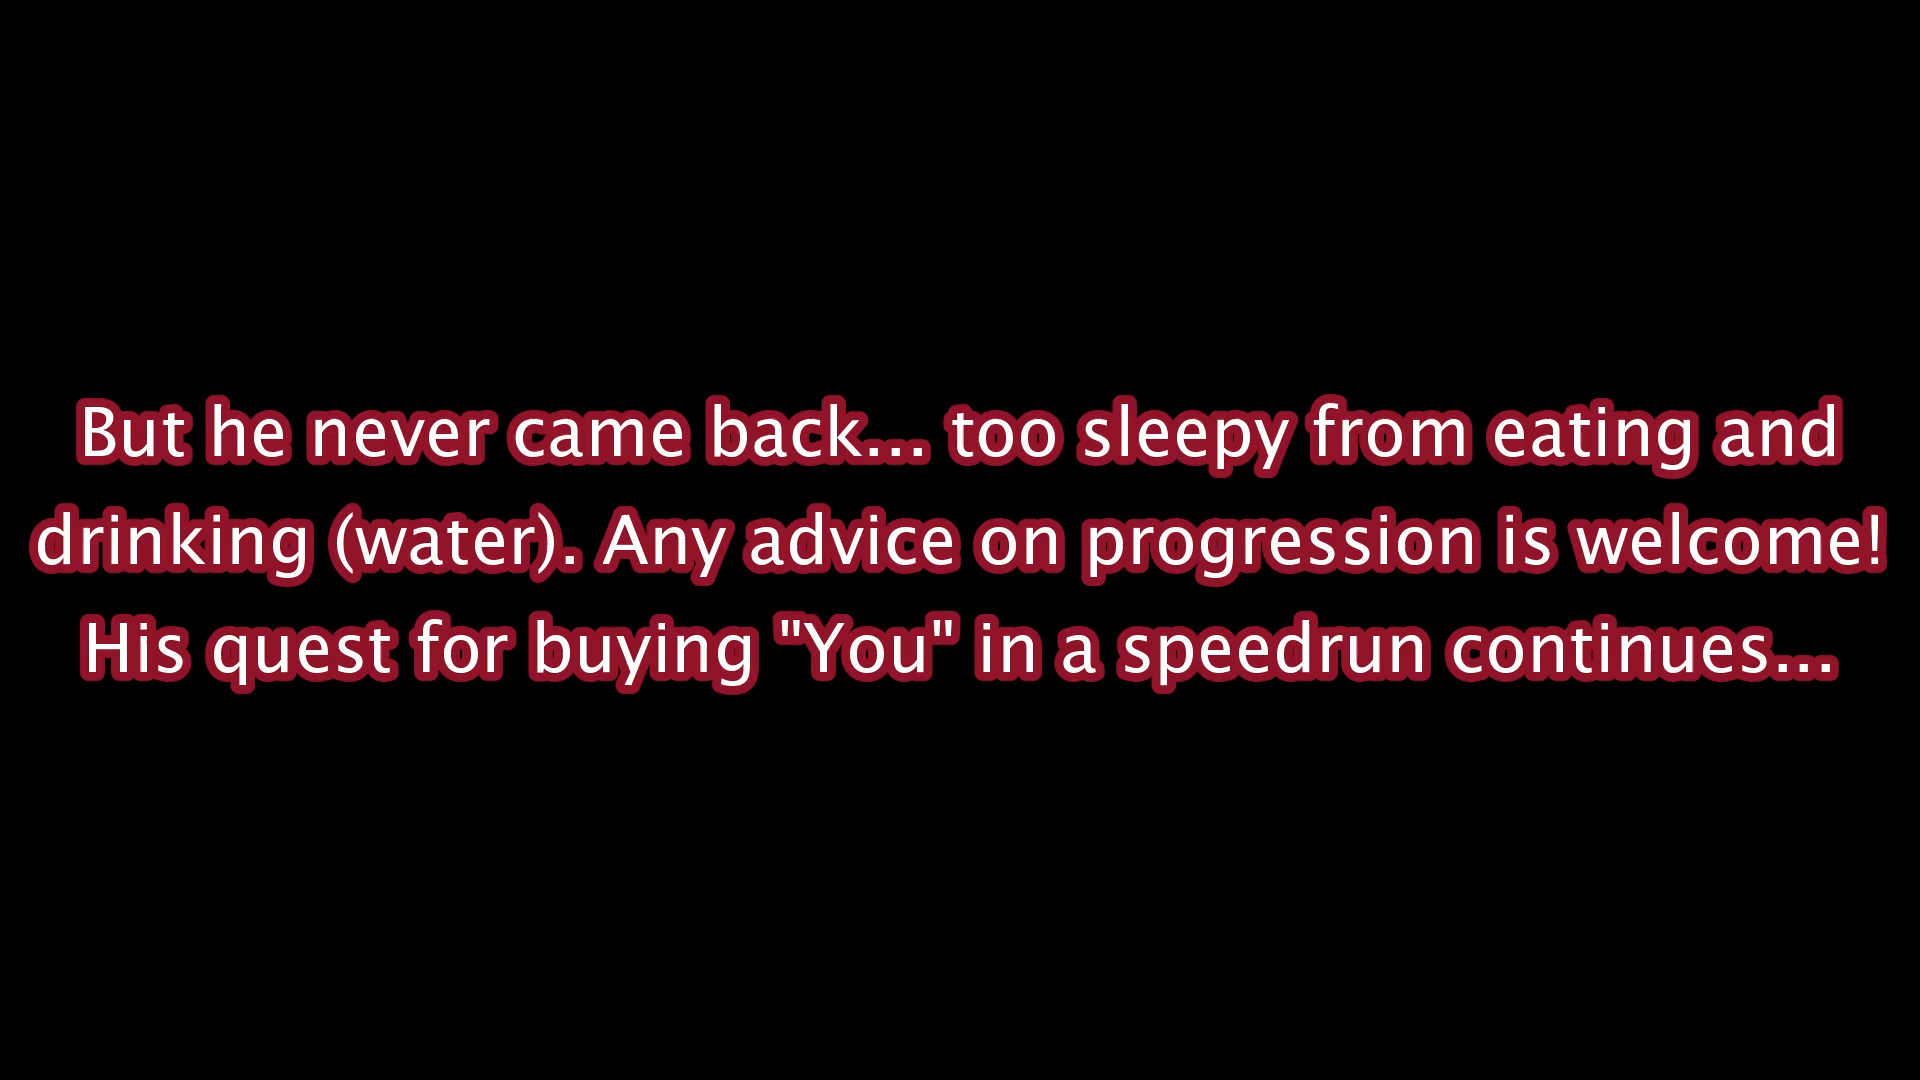 But he never came back... too sleepy from eating and
drinking (water). Any advice on progression is welcome!
His quest for buying "You" in a speedrun continues...